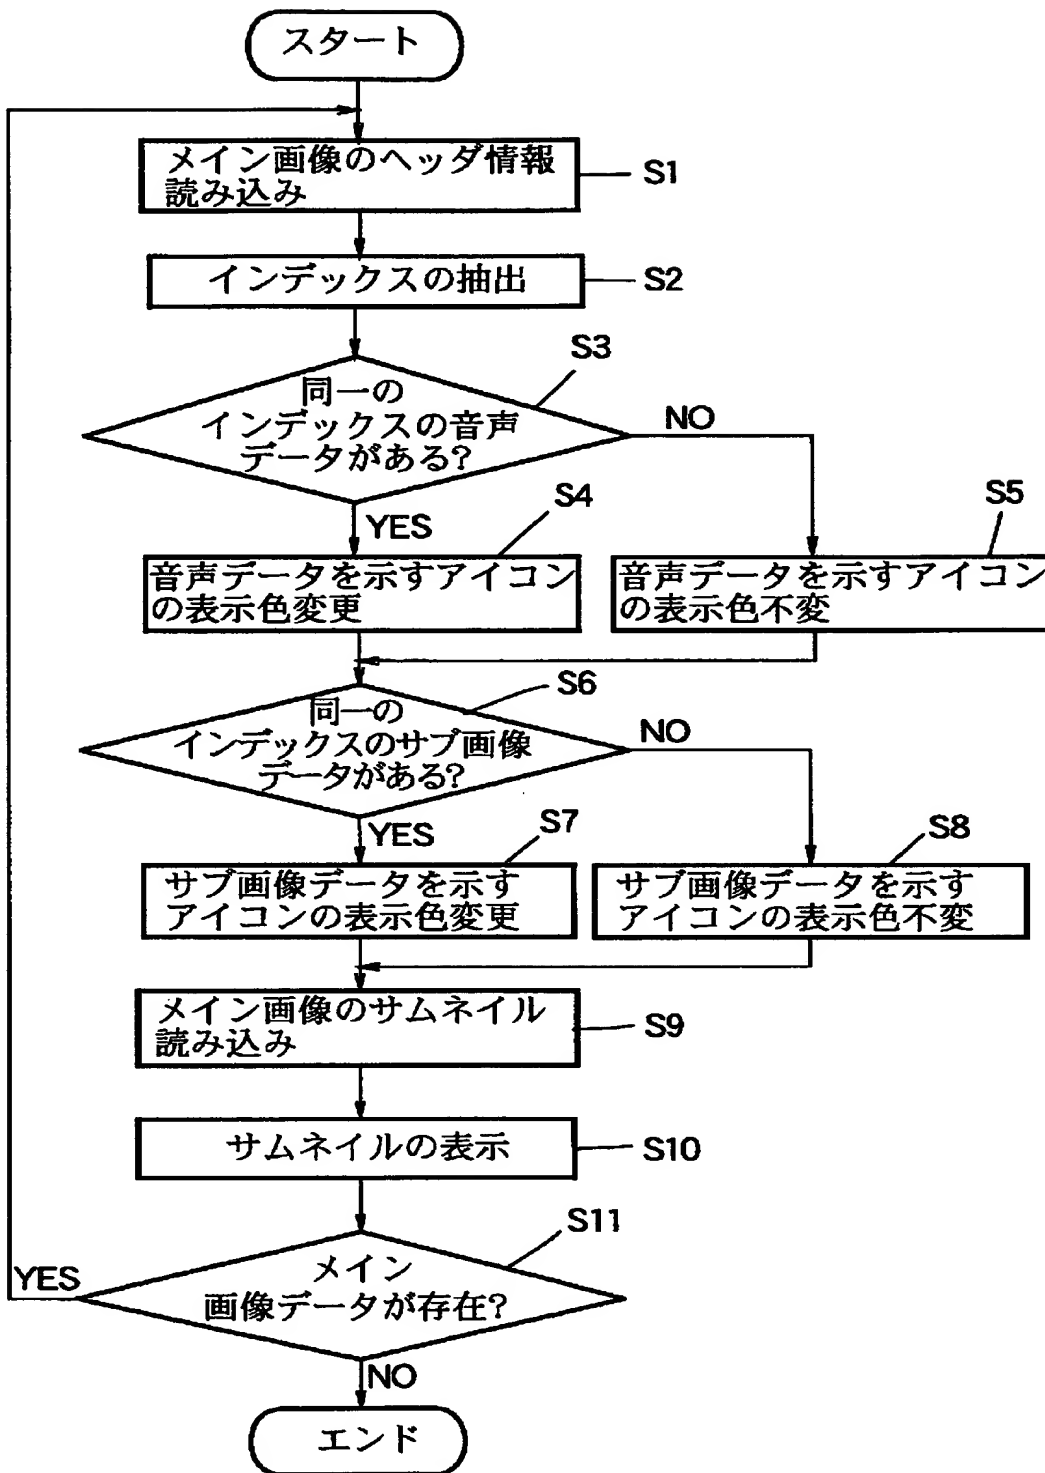 スタート
メイン画像のヘッダ情報
読み込み
S1
インデックスの抽出
S2
S3
同一の
インデックスの音声
データがある?
NO
YES
S4
S5
音声データを示すアイコン
の表示色変更
音声データを示すアイコン
の表示色不変
S6
同一の
インデックスのサブ画像
データがある?
NO
YES
S7
S8
サブ画像データを示す
アイコンの表示色変更
サブ画像データを示す
アイコンの表示色不変
メイン画像のサムネイル
読み込み
S9
サムネイルの表示
S10
S11
メイン
画像データが存在?
YES
NO
エンド